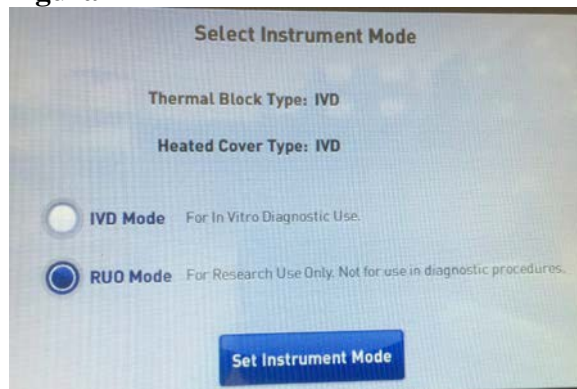 Select Instrument Mode
Thermal Block Type: IVD
Heated Cover Type: IVD
IVD Mode For In Vitro Diagnostic Use.
RUO Mode For Research Use Only. Not for use in diagnostic procedures.
Set Instrument Mode